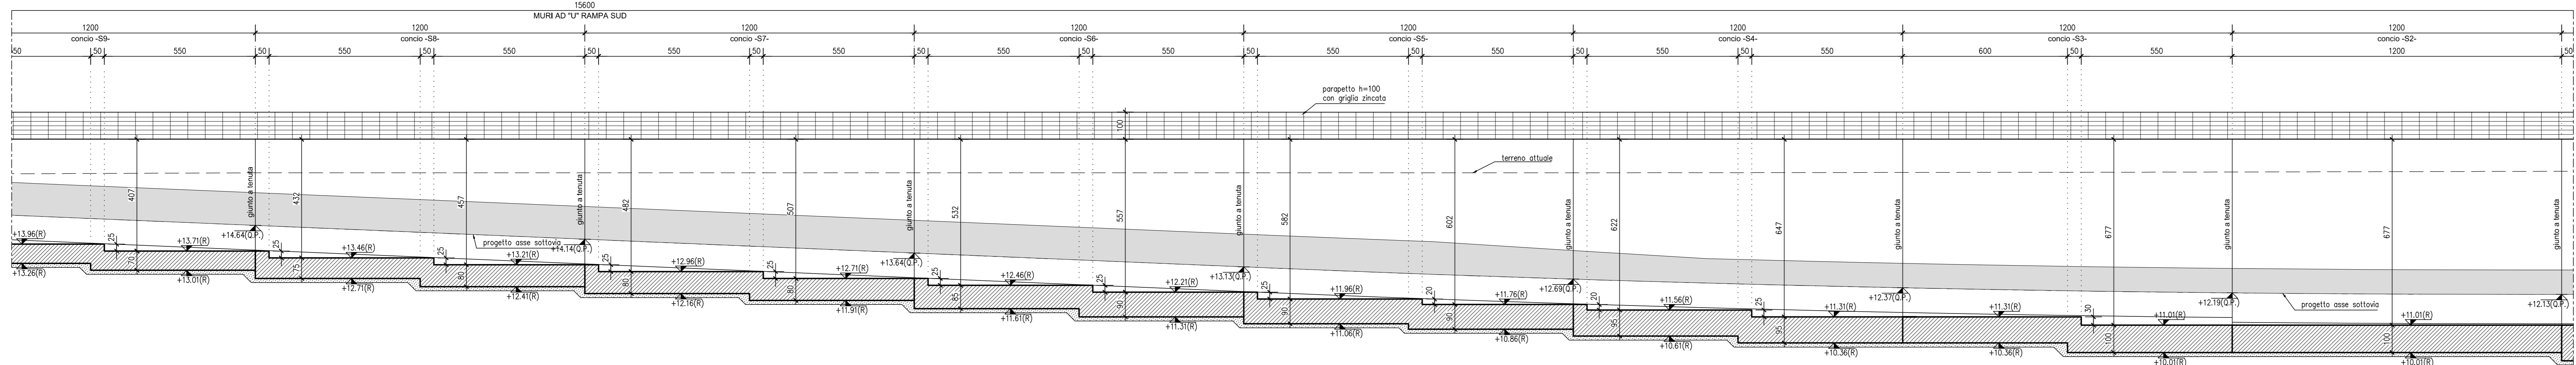 15600
MURI AD "U" RAMPA SUD
1200 1200 1200 1200 1200 1200 1200 1200
concio -S9- concio -S8- concio -S7- concio -S6- concio -S5- concio -S4- concio -S3- concio -S2-
50 50 550 50 550 50 550 50 550 50 550 50 550 50 550 50 550 50 550 50 550 50 550 600 50 550 1200 50
parapetto h=100
con griglia zincata
100
terreno attuale
407 432 457 482 507 532 557 582 602 622 647 677 677
giunto a tenuta
giunto a tenuta
giunto a tenuta
giunto a tenuta
giunto a tenuta
giunto a tenuta
giunto a tenuta
giunto a tenuta
+14.64(Q.P.) +14.14(Q.P.) +13.64(Q.P.) +13.13(Q.P.) +12.69(Q.P.) +12.37(Q.P.) +12.19(Q.P.) +12.13(Q.P.)
progetto asse sottovia
progetto asse sottovia
+13.96(R) +13.71(R) +13.46(R) +13.21(R) +12.96(R) +12.71(R) +12.46(R) +12.21(R) +11.96(R) +11.76(R) +11.56(R) +11.31(R) +11.31(R) +11.01(R) +11.01(R)
25 25 25 25 25 25 25 25 20 20 25 30
70 75 80 80 80 85 90 90 90 95 95 100 100
+13.26(R) +13.01(R) +12.71(R) +12.41(R) +12.16(R) +11.91(R) +11.61(R) +11.31(R) +11.06(R) +10.86(R) +10.61(R) +10.36(R) +10.36(R) +10.01(R) +10.01(R)